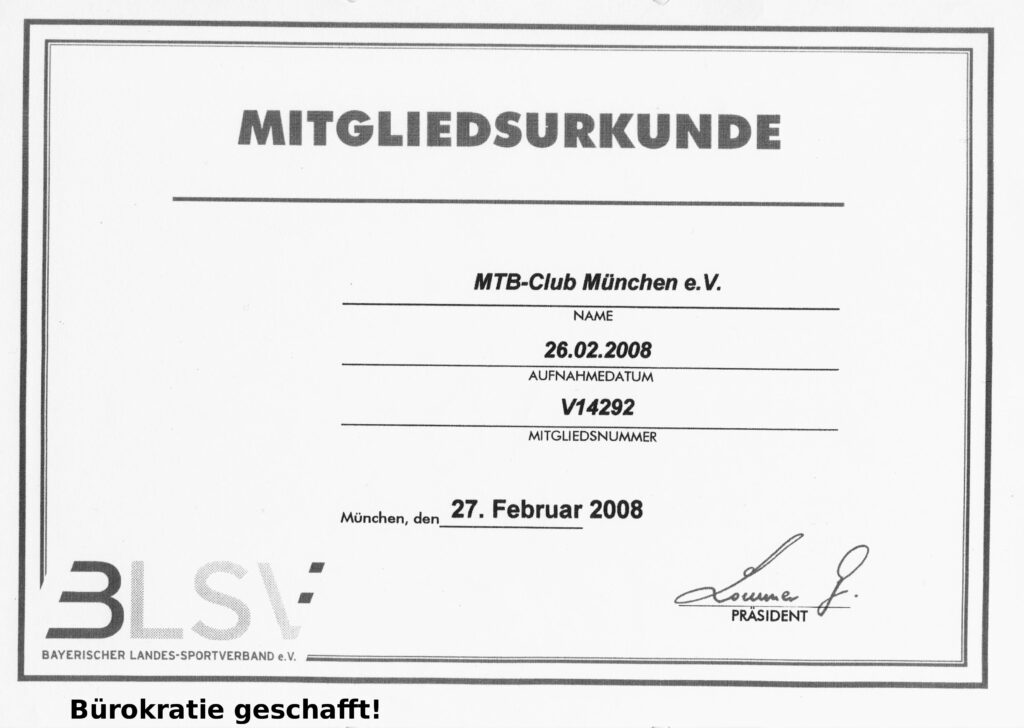 MITGLIEDSURKUNDE
MTB-Club München e.V.
NAME
26.02.2008
AUFNAHMEDATUM
V14292
MITGLIEDSNUMMER
München, den 27. Februar 2008
PRÄSIDENT
BLSV
BAYERISCHER LANDES-SPORTVERBAND e.V.
Bürokratie geschafft!